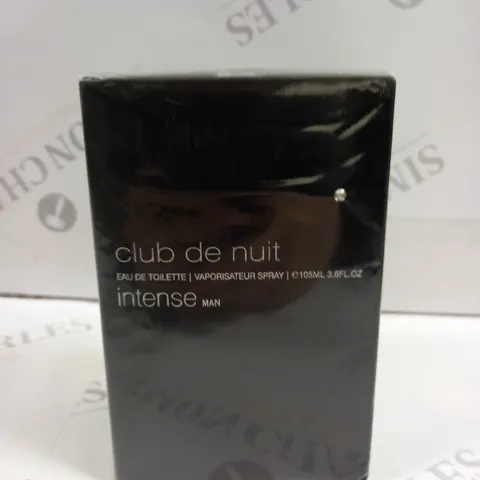 club de nuit
EAU DE TOILETTE | VAPORISATEUR SPRAY | ℮105ML 3.6FL.OZ
intense MAN